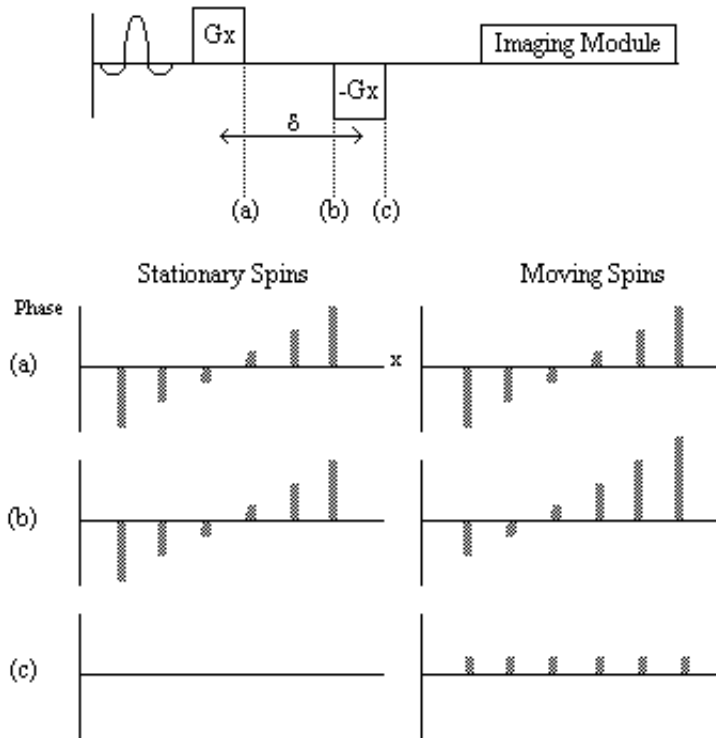 Gx
Imaging Module
-Gx
δ
(a) (b) (c)
Stationary Spins Moving Spins
Phase
(a) x
(b)
(c)